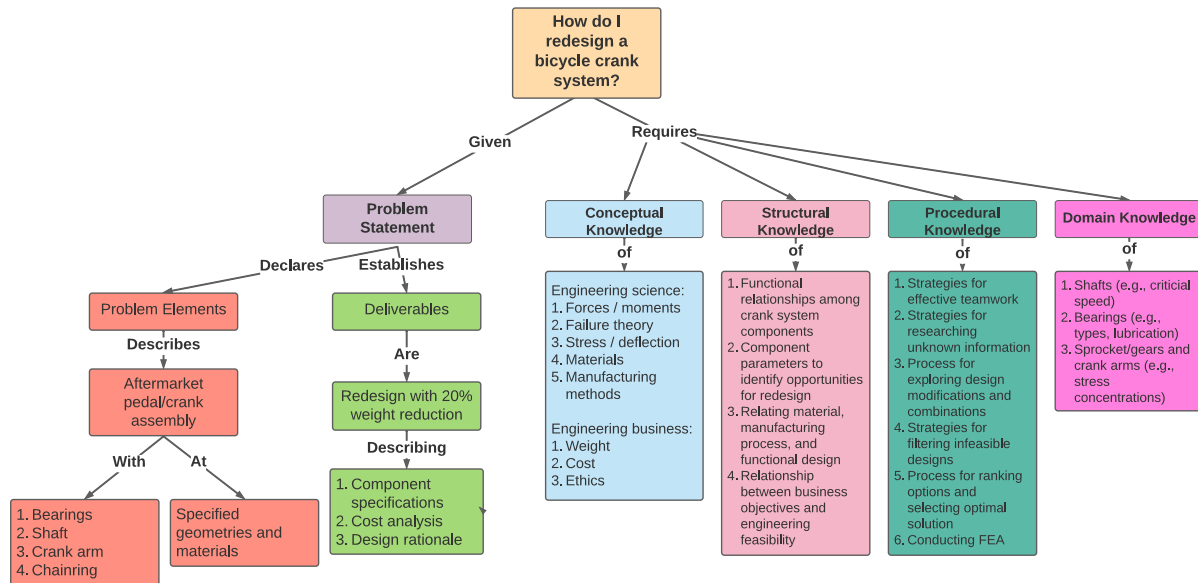 How do I
redesign a
bicycle crank
system?
Given
Requires
Problem
Statement
Conceptual
Knowledge
Structural
Knowledge
Procedural
Knowledge
Domain Knowledge
of
of
of
of
Declares
Establishes
Problem Elements
Deliverables
Describes
Are
Aftermarket
pedal/crank
assembly
Redesign with 20%
weight reduction
With
At
Describing
1. Bearings
2. Shaft
3. Crank arm
4. Chainring
Specified
geometries and
materials
1. Component
specifications
2. Cost analysis
3. Design rationale
Engineering science:
1. Forces / moments
2. Failure theory
3. Stress / deflection
4. Materials
5. Manufacturing
methods
Engineering business:
1. Weight
2. Cost
3. Ethics
1. Functional
relationships among
crank system
components
2. Component
parameters to
identify opportunities
for redesign
3. Relating material,
manufacturing
process, and
functional design
4. Relationship
between business
objectives and
engineering
feasibility
1. Strategies for
effective teamwork
2. Strategies for
researching
unknown information
3. Process for
exploring design
modifications and
combinations
4. Strategies for
filtering infeasible
designs
5. Process for ranking
options and
selecting optimal
solution
6. Conducting FEA
1. Shafts (e.g., criticial
speed)
2. Bearings (e.g.,
types, lubrication)
3. Sprocket/gears and
crank arms (e.g.,
stress
concentrations)